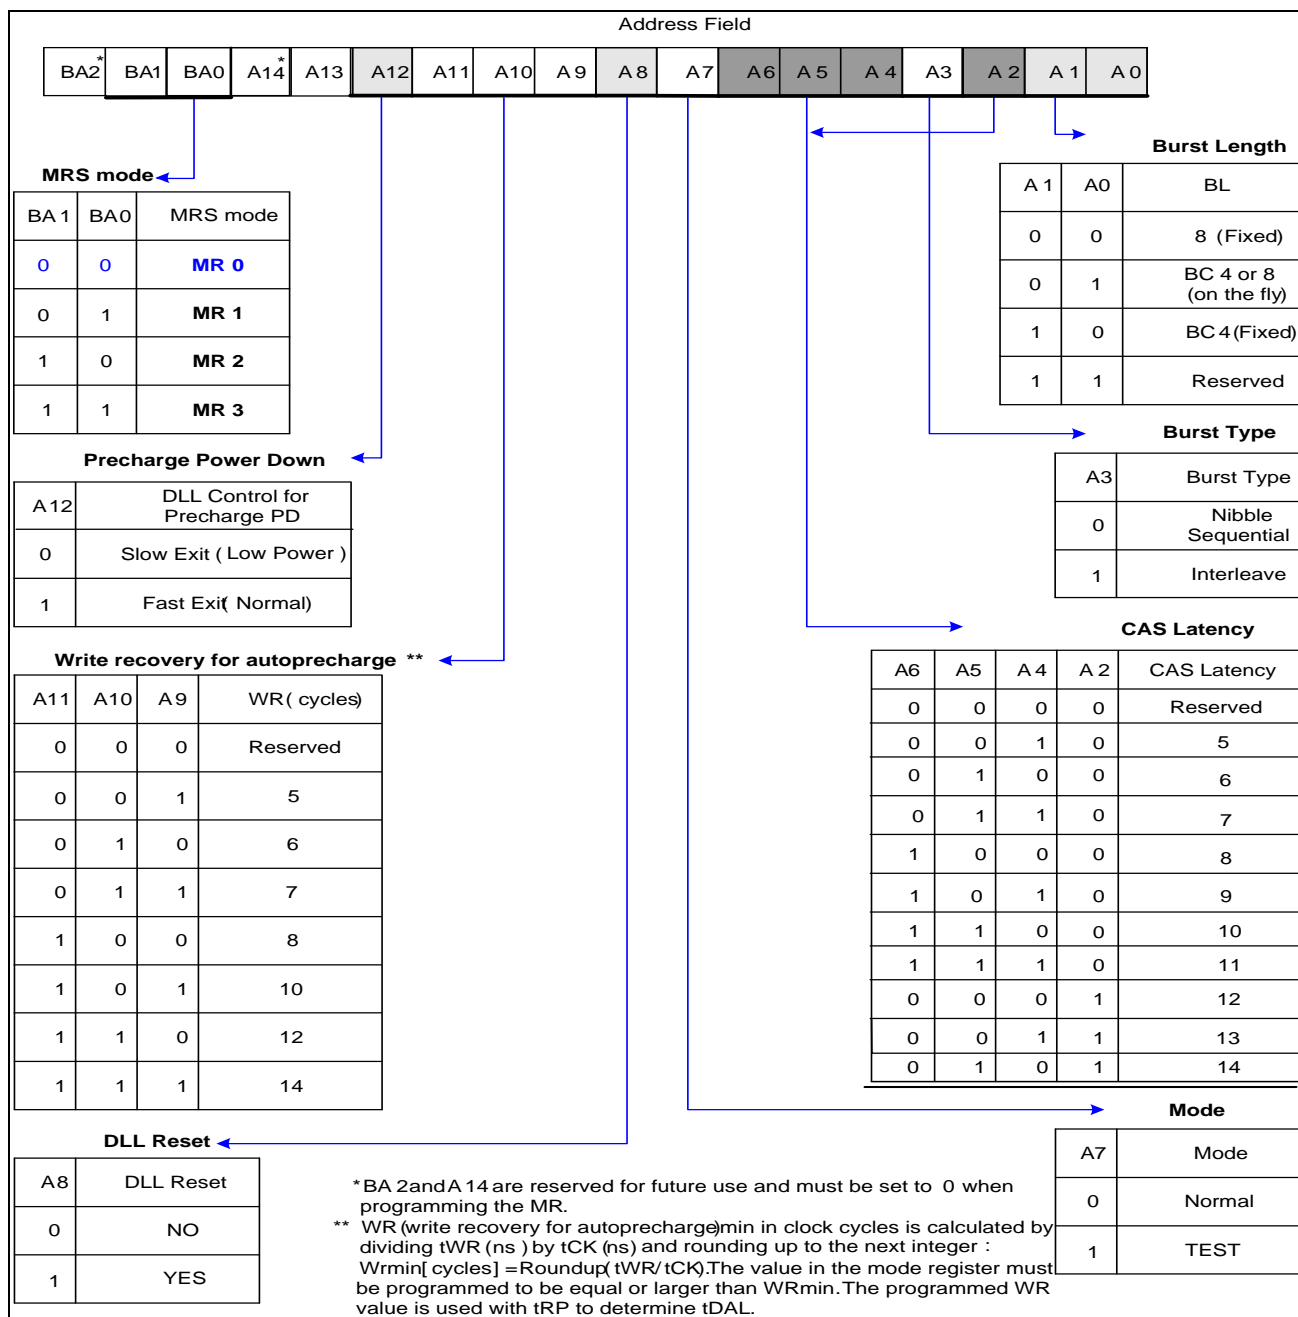 Address Field
BA2* BA1 BA0 A14* A13 A12 A11 A10 A9 A8 A7 A6 A5 A4 A3 A2 A1 A0
MRS mode
BA1 BA0 MRS mode
0 0 MR 0
0 1 MR 1
1 0 MR 2
1 1 MR 3
Precharge Power Down
A12 DLL Control for
Precharge PD
0 Slow Exit (Low Power)
1 Fast Exit( Normal)
Write recovery for autoprecharge **
A11 A10 A9 WR(cycles)
0 0 0 Reserved
0 0 1 5
0 1 0 6
0 1 1 7
1 0 0 8
1 0 1 10
1 1 0 12
1 1 1 14
DLL Reset
A8 DLL Reset
0 NO
1 YES
Burst Length
A1 A0 BL
0 0 8 (Fixed)
0 1 BC 4 or 8
(on the fly)
1 0 BC4(Fixed)
1 1 Reserved
Burst Type
A3 Burst Type
0 Nibble
Sequential
1 Interleave
CAS Latency
A6 A5 A4 A2 CAS Latency
0 0 0 0 Reserved
0 0 1 0 5
0 1 0 0 6
0 1 1 0 7
1 0 0 0 8
1 0 1 0 9
1 1 0 0 10
1 1 1 0 11
0 0 0 1 12
0 0 1 1 13
0 1 0 1 14
Mode
A7 Mode
0 Normal
1 TEST
*BA 2and A 14 are reserved for future use and must be set to 0 when
programming the MR.
** WR (write recovery for autoprecharge)min in clock cycles is calculated by
dividing tWR (ns ) by tCK (ns) and rounding up to the next integer :
Wrmin[ cycles] =Roundup( tWR/ tCK).The value in the mode register must
be programmed to be equal or larger than WRmin. The programmed WR
value is used with tRP to determine tDAL.